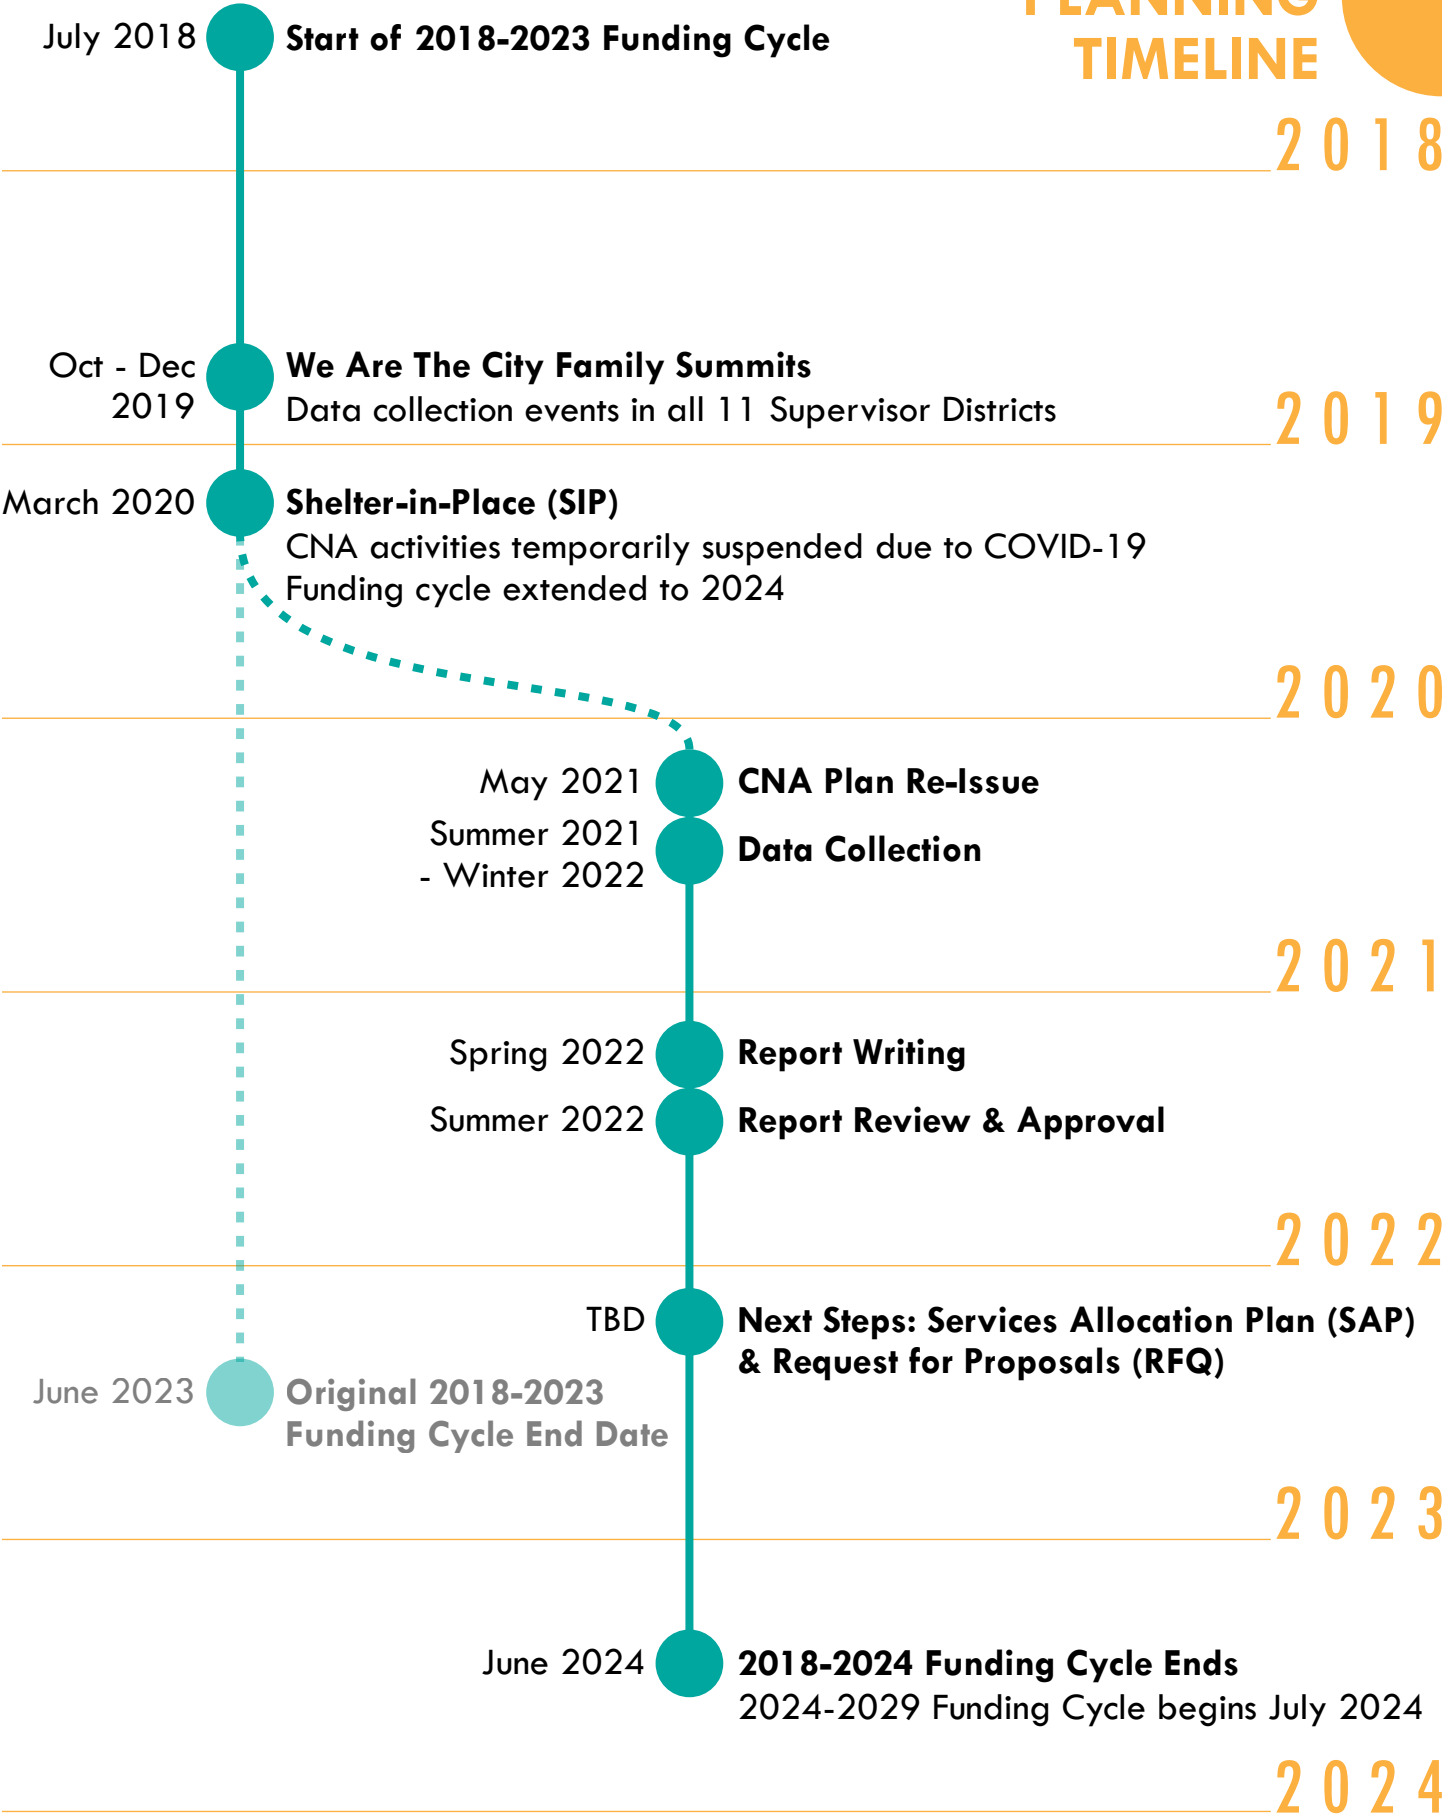 PLANNING
TIMELINE
July 2018
Start of 2018-2023 Funding Cycle
2018
Oct - Dec
2019
We Are The City Family Summits
Data collection events in all 11 Supervisor Districts
2019
March 2020
Shelter-in-Place (SIP)
CNA activities temporarily suspended due to COVID-19
Funding cycle extended to 2024
2020
May 2021
CNA Plan Re-Issue
Summer 2021
- Winter 2022
Data Collection
2021
Spring 2022
Report Writing
Summer 2022
Report Review & Approval
2022
TBD
Next Steps: Services Allocation Plan (SAP)
& Request for Proposals (RFQ)
June 2023
Original 2018-2023
Funding Cycle End Date
2023
June 2024
2018-2024 Funding Cycle Ends
2024-2029 Funding Cycle begins July 2024
2024